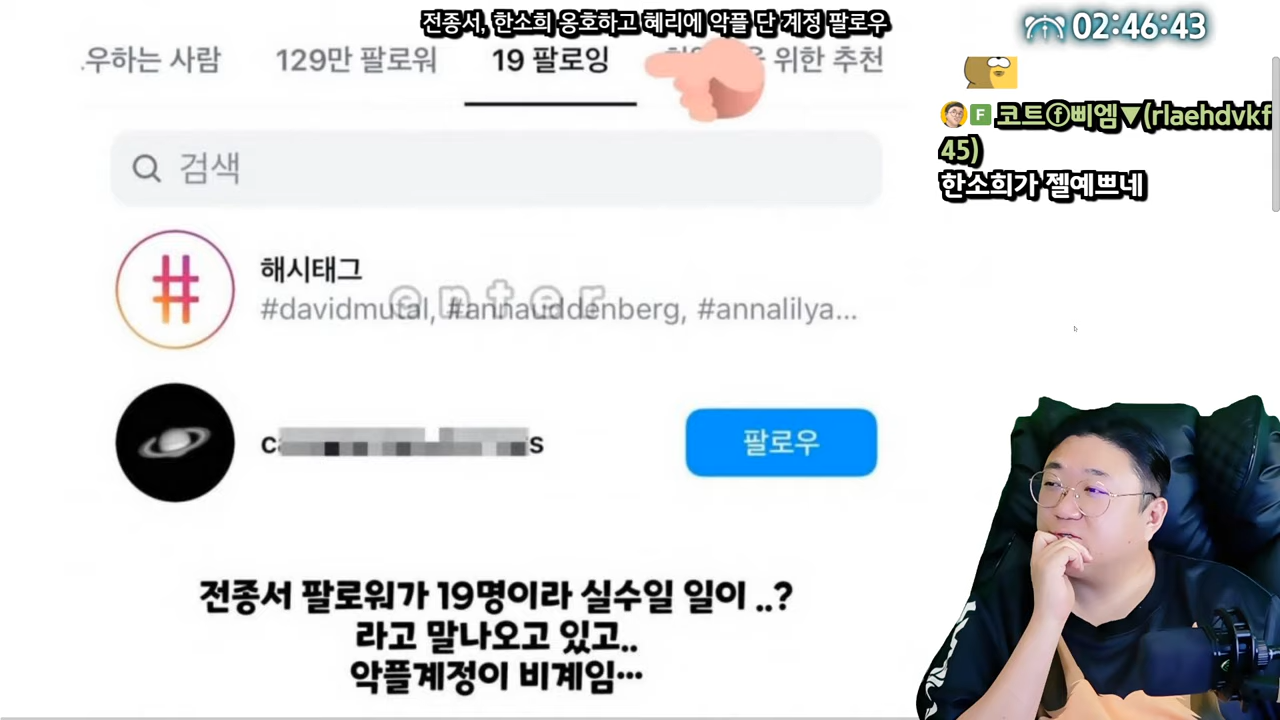 전종서, 한소희 옹호하고 혜리에 악플 단 계정 팔로우
02:46:43
.우하는 사람 129만 팔로워 19 팔로잉 위한 추천
F 코트ⓕ삐엠▼(rlaehdvkf
45)
한소희가 젤예쁘네
검색
해시태그
enter
#davidmutal, #annauddenberg, #annalilya...
팔로우
전종서 팔로워가 19명이라 실수일 일이 ..?
라고 말나오고 있고..
악플계정이 비계임…